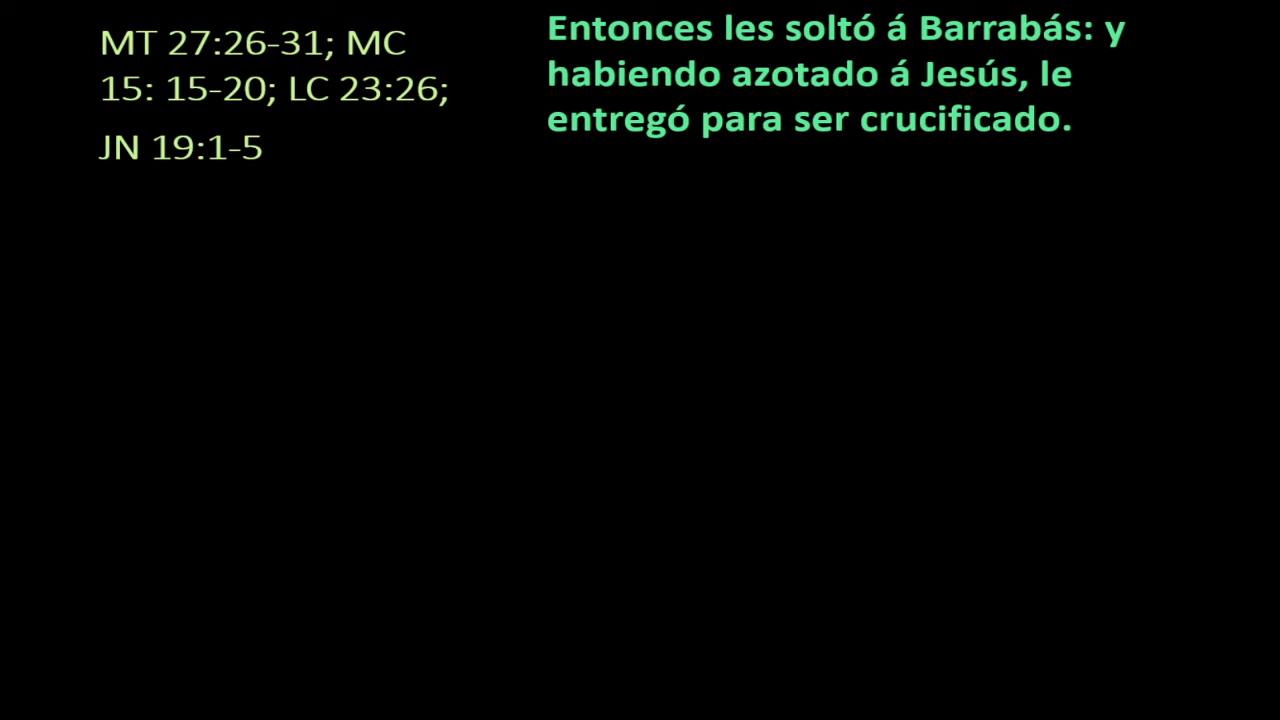 MT 27:26-31; MC
15: 15-20; LC 23:26;
JN 19:1-5
Entonces les soltó á Barrabás: y
habiendo azotado á Jesús, le
entregó para ser crucificado.